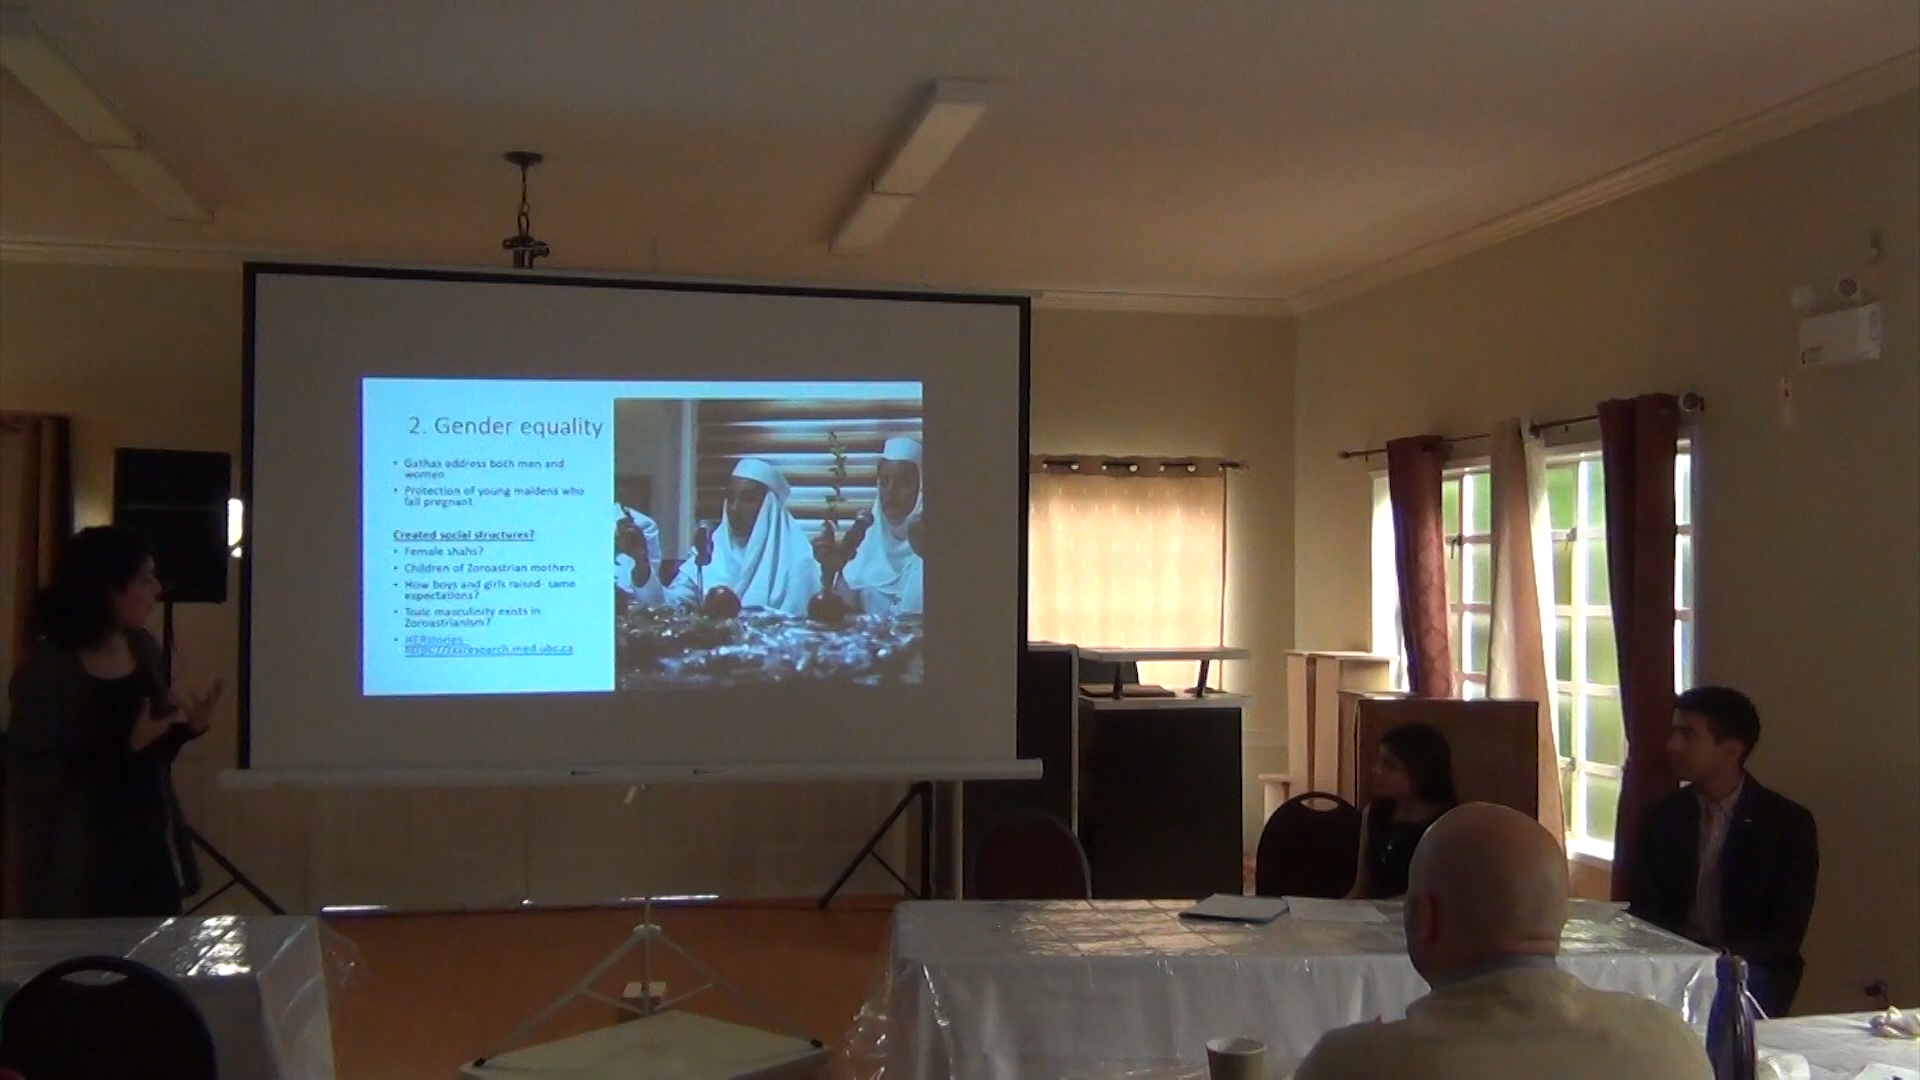 2. Gender equality
• Gathas address both men and
women
• Protection of young maidens who
fall pregnant
Created social structures?
• Female shahs?
• Children of Zoroastrian mothers
• How boys and girls raised- same
expectations?
• Toxic masculinity exists in
Zoroastrianism?
• HERstories -